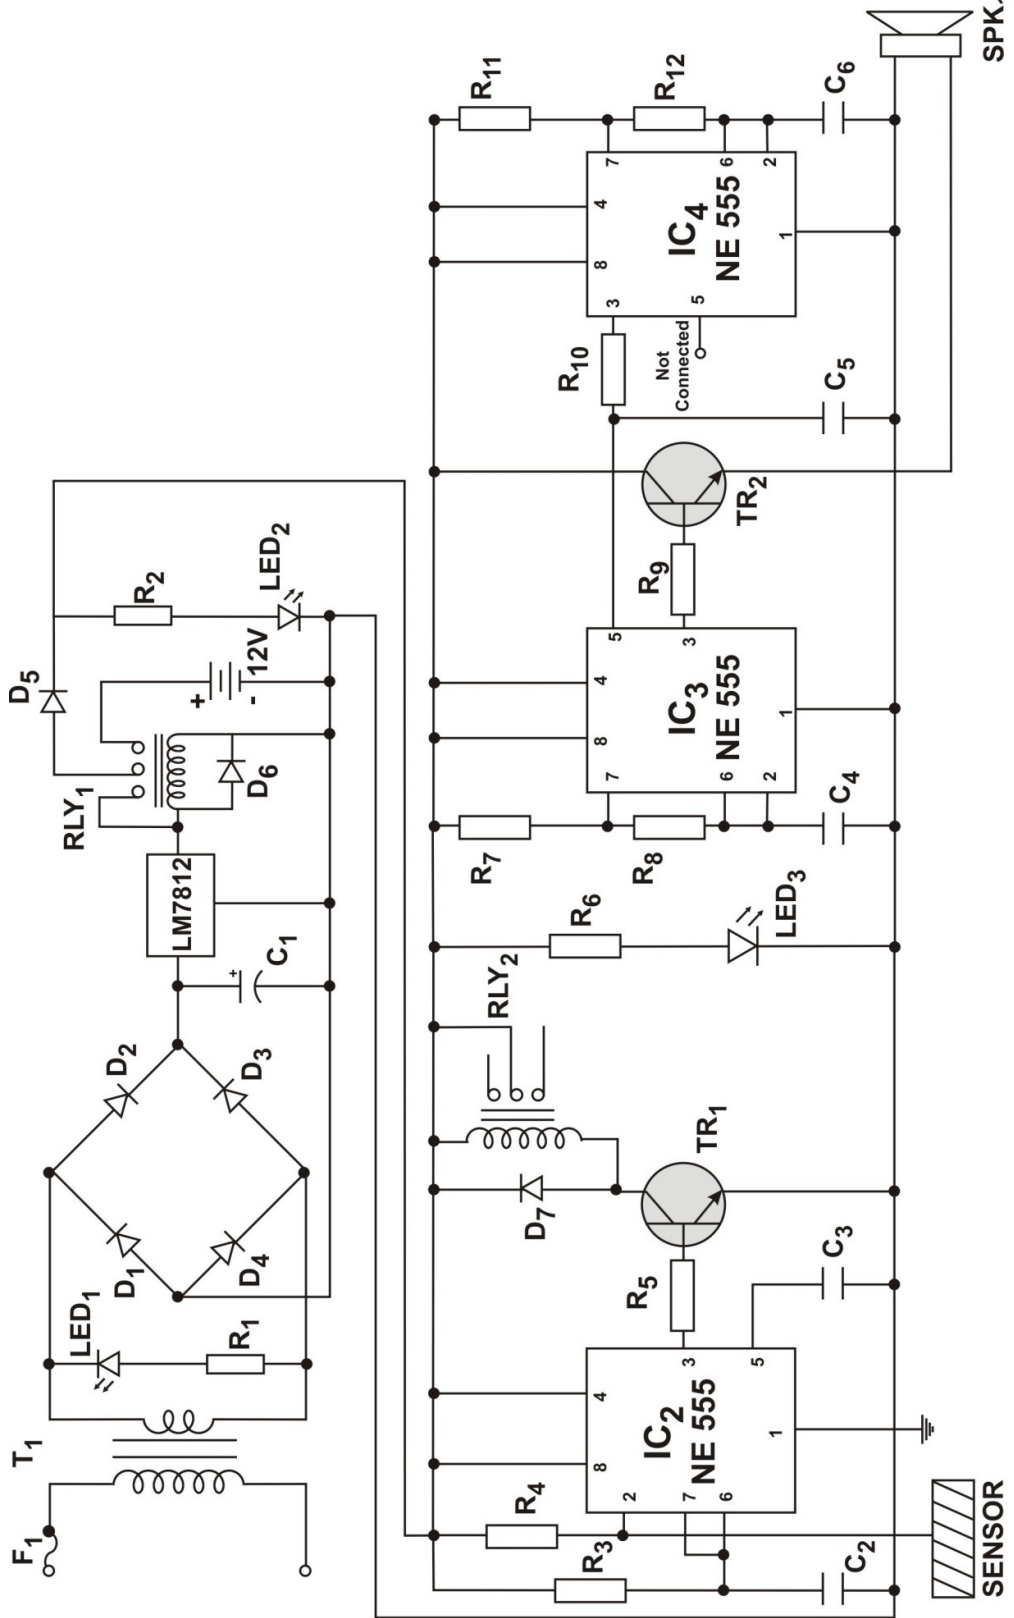 F1
T1
LED1
R1
D1
D2
D3
D4
C1
+
LM7812
RLY1
D5
D6
+
-
12V
R2
LED2
SENSOR
C2
R3
R4
IC2
NE 555
8
4
2
7
6
3
5
1
R5
C3
TR1
D7
RLY2
R6
LED3
R7
R8
C4
IC3
NE 555
7
8
4
5
6
2
3
1
R9
TR2
R10
Not
Connected
C5
IC4
NE 555
3
8
4
7
5
6
2
1
R11
R12
C6